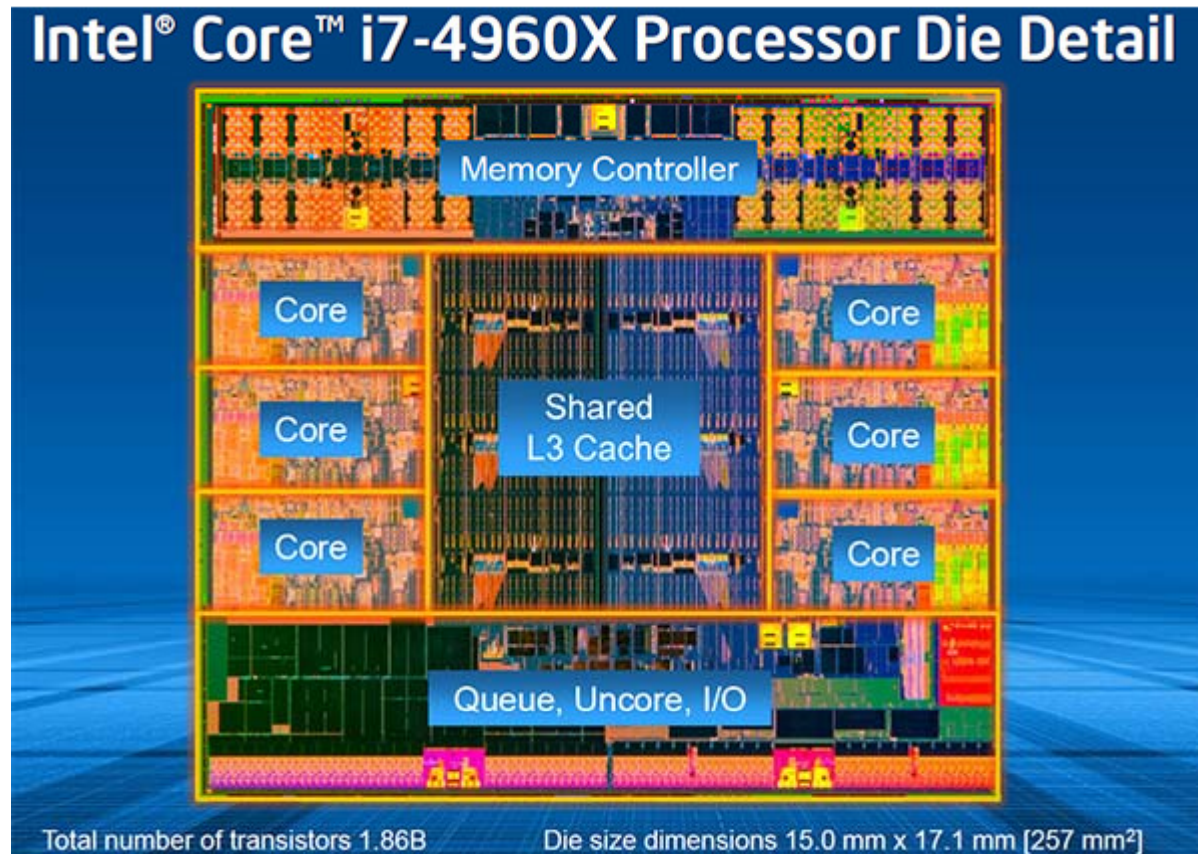 Intel® Core™ i7-4960X Processor Die Detail
Memory Controller
Core
Core
Shared
L3 Cache
Core
Core
Core
Core
Queue, Uncore, I/O
Total number of transistors 1.86B
Die size dimensions 15.0 mm x 17.1 mm [257 mm²]